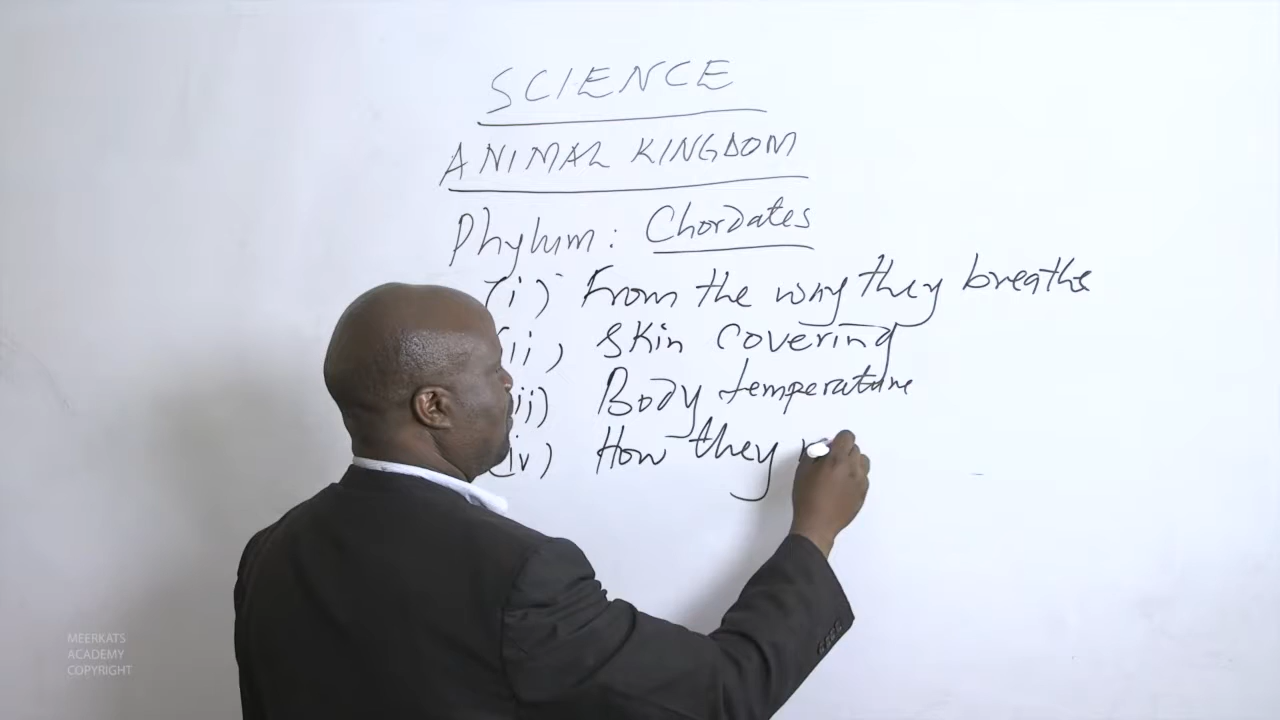 SCIENCE
ANIMAL KINGDOM
Phylum: Chordates
(i) From the way they breathe
ii) Skin covering
ii) Body temperature
(iv) How they
MEERKATS
ACADEMY
COPYRIGHT